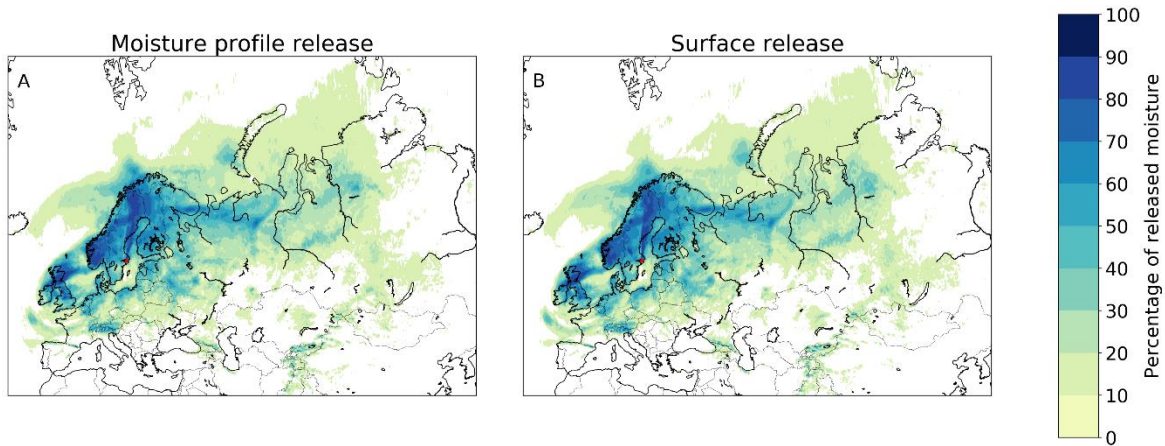 Moisture profile release
A
Surface release
B
100
90
80
70
60
50
40
30
20
10
0
Percentage of released moisture